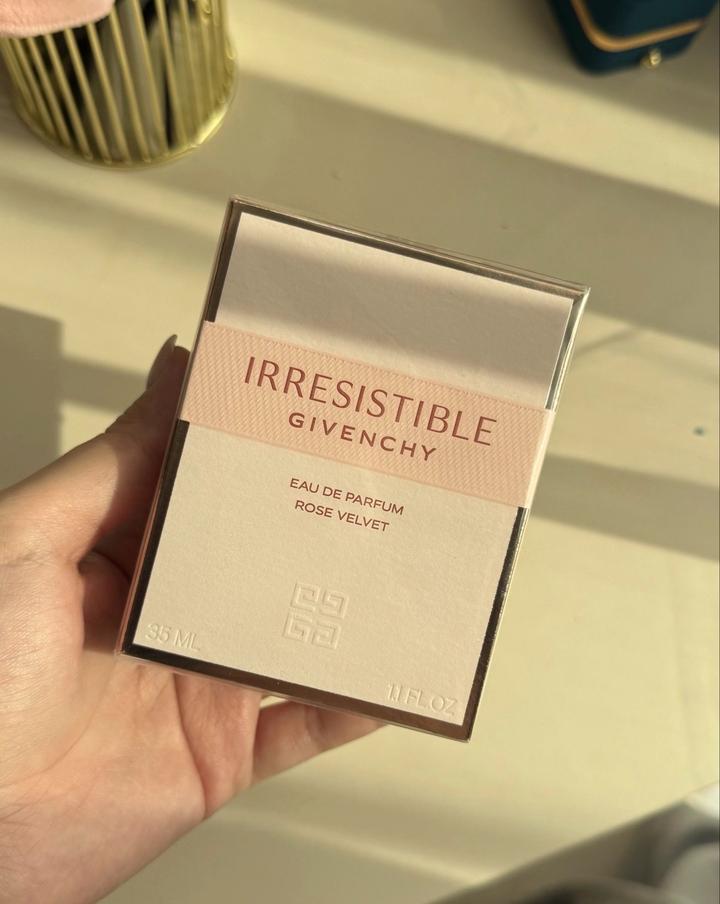 IRRESISTIBLE
GIVENCHY
EAU DE PARFUM
ROSE VELVET
35 ML
1.1 FL.OZ